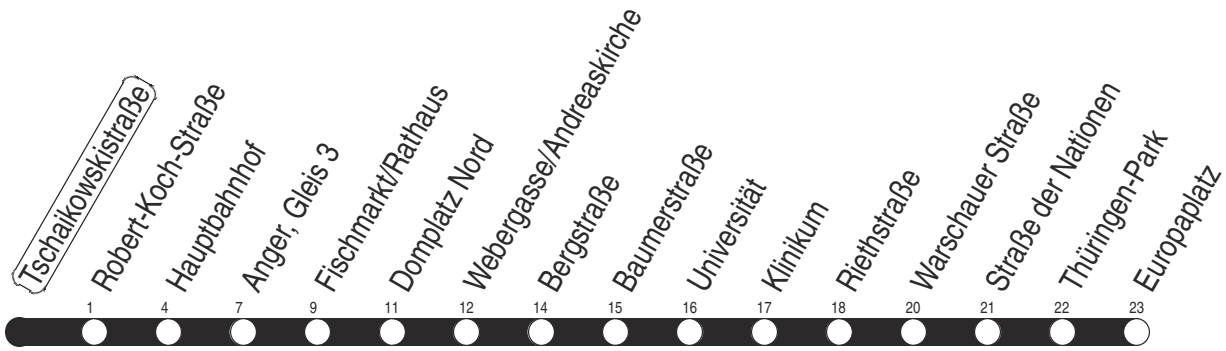 Tschaikowskistraße
Robert-Koch-Straße
Hauptbahnhof
Anger, Gleis 3
Fischmarkt/Rathaus
Domplatz Nord
Webergasse/Andreaskirche
Bergstraße
Baumerstraße
Universität
Klinikum
Riethstraße
Warschauer Straße
Straße der Nationen
Thüringen-Park
Europaplatz
1 4 7 9 11 12 14 15 16 17 18 20 21 22 23